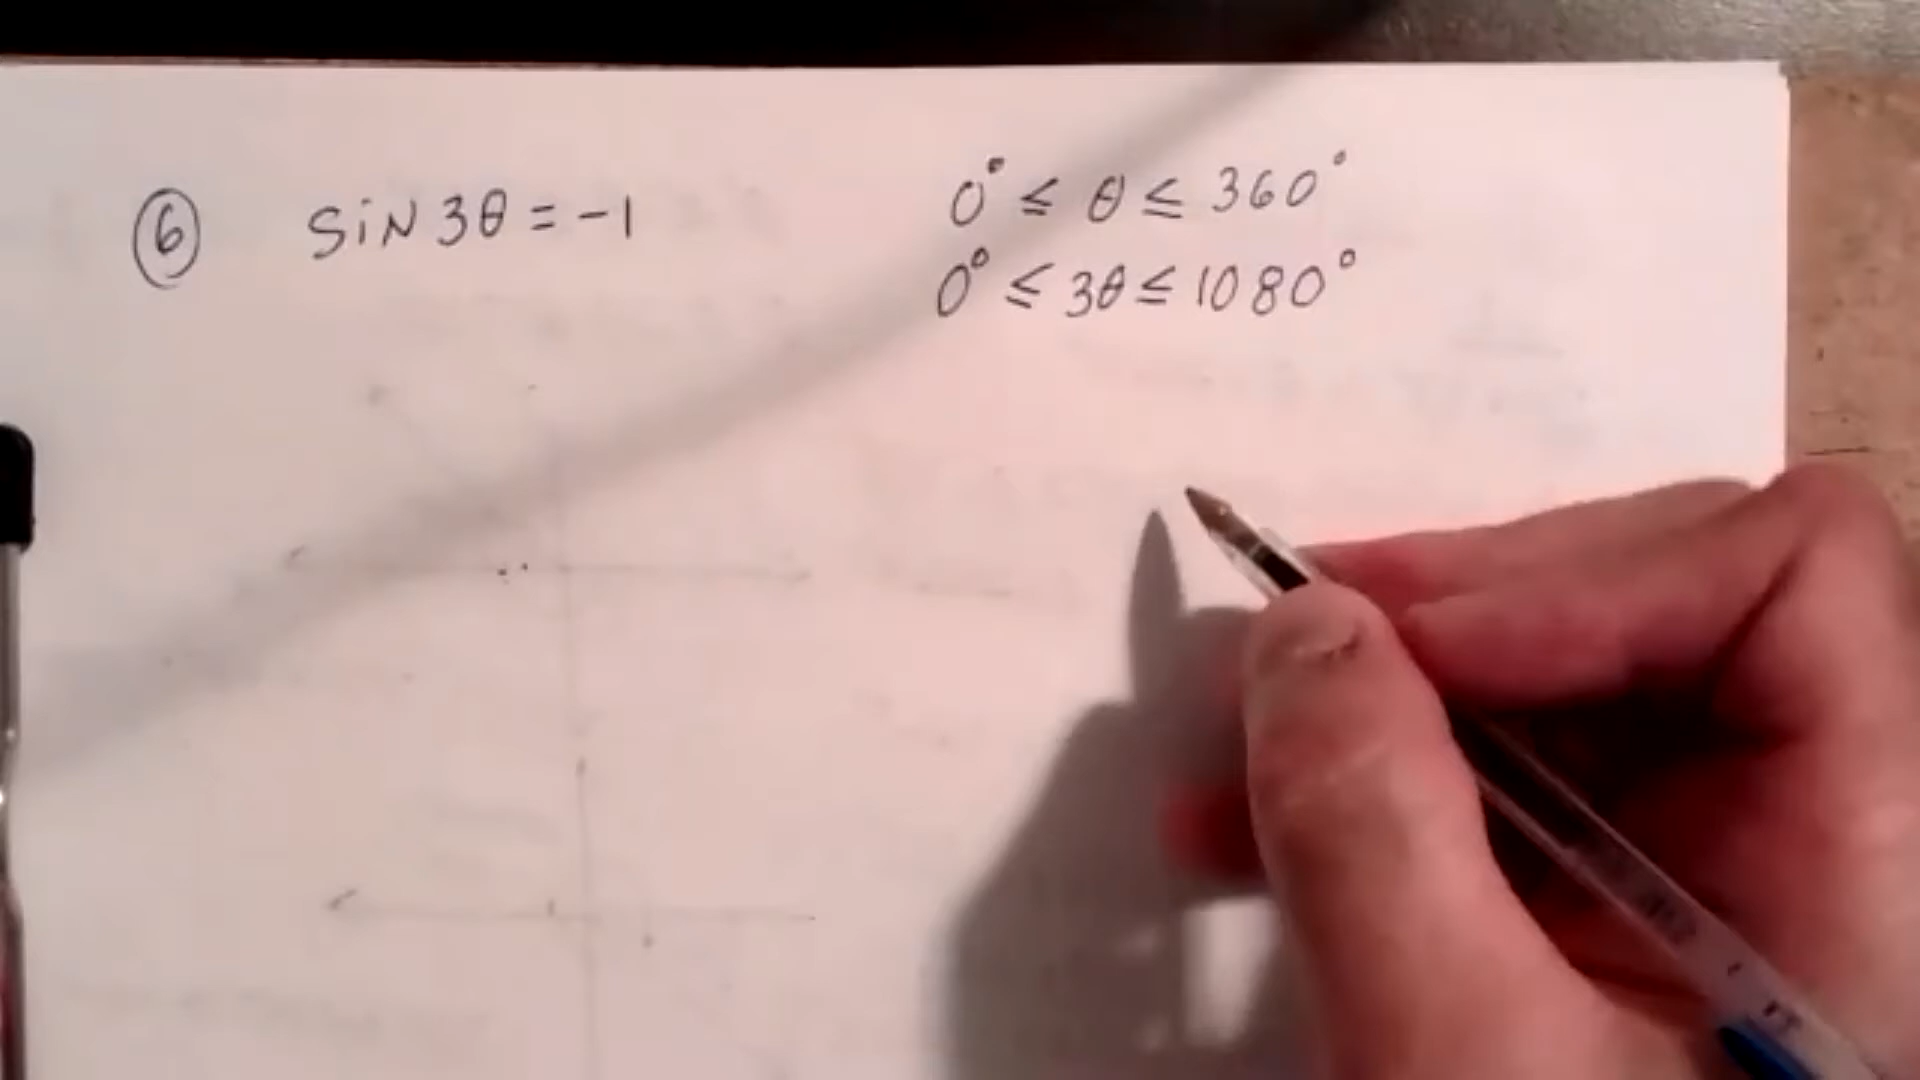 ⑥ SiN 3θ = -1
0° ≤ θ ≤ 360°
0° ≤ 3θ ≤ 1080°